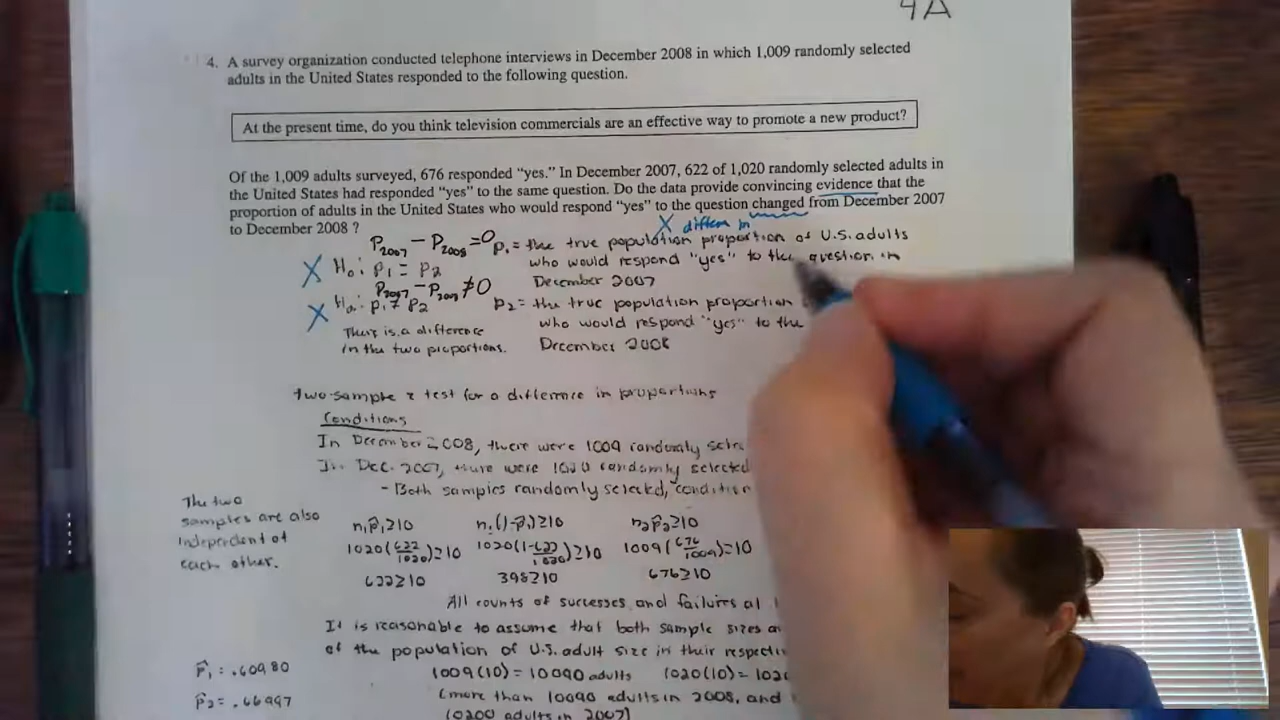 4A
4. A survey organization conducted telephone interviews in December 2008 in which 1,009 randomly selected
adults in the United States responded to the following question.
At the present time, do you think television commercials are an effective way to promote a new product?
Of the 1,009 adults surveyed, 676 responded “yes.” In December 2007, 622 of 1,020 randomly selected adults in
the United States had responded “yes” to the same question. Do the data provide convincing evidence that the
proportion of adults in the United States who would respond “yes” to the question changed from December 2007
to December 2008 ?
X differ in
P2007 - P2008 = 0
X H₀: p₁ = p₂
P2007 - P2008 ≠ 0
X Hₐ: p₁ ≠ p₂
There is a difference
in the two proportions.
p₁ = the true population proportion of U.S. adults
who would respond "yes" to the question in
December 2007
p₂ = the true population proportion
who would respond "yes" to the
December 2008
two-sample z test for a difference in proportions
Conditions
In December 2008, there were 1009 randomly
In Dec. 2007, there were 1020 randomly selected
- Both samples randomly selected, condition
The two
samples are also
independent of
each other.
n₁p̂₁≥10 n₁(1-p̂₁)≥10 n₂p̂₂≥10
1020(622/1020)≥10 1020(1-622/1020)≥10 1009(676/1009)≥10
622≥10 398≥10 676≥10
All counts of successes and failures
It is reasonable to assume that both sample sizes
of the population of U.S. adult size in their
p̂₁: .60980
1009(10) = 10090 adults 1020(10) =
p̂₂= .66997
(more than 10090 adults in 2008, and
10200 adults in 2007)